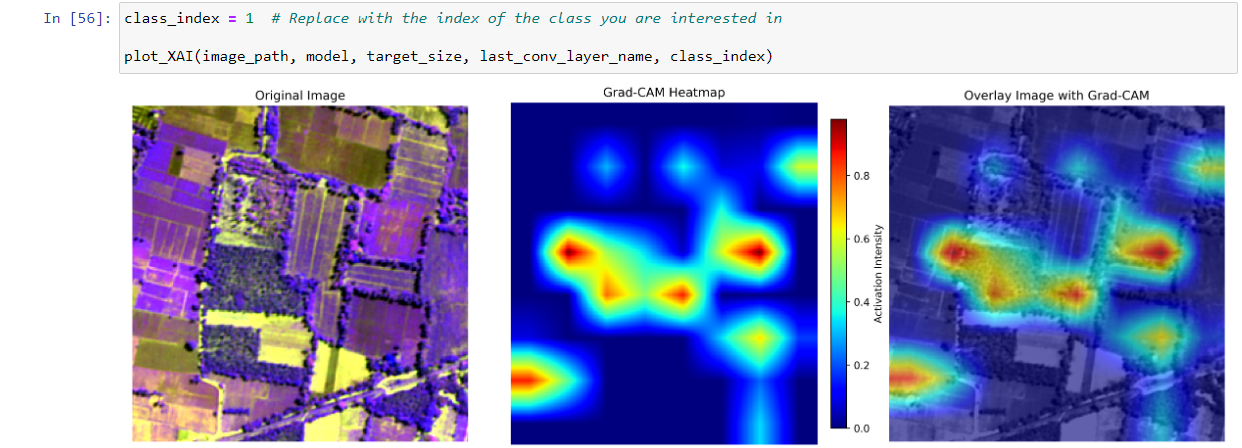 In [56]: class_index = 1  # Replace with the index of the class you are interested in
plot_XAI(image_path, model, target_size, last_conv_layer_name, class_index)
Original Image
Grad-CAM Heatmap
Overlay Image with Grad-CAM
0.8
0.6
0.4
0.2
0.0
Activation Intensity